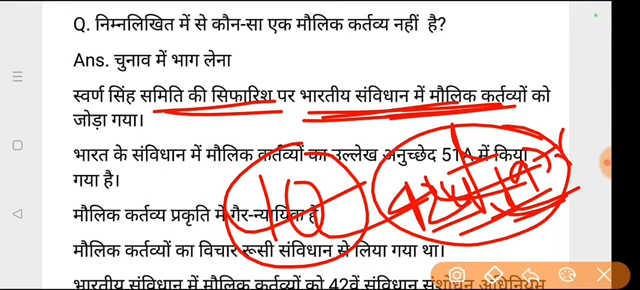 Q. निम्नलिखित में से कौन-सा एक मौलिक कर्तव्य नहीं है?
Ans. चुनाव में भाग लेना
स्वर्ण सिंह समिति की सिफारिश पर भारतीय संविधान में मौलिक कर्तव्यों को
जोड़ा गया।
भारत के संविधान में मौलिक कर्तव्यों का उल्लेख अनुच्छेद 51A में किया
गया है।
मौलिक कर्तव्य प्रकृति में गैर-न्यायिक हैं
10
मौलिक कर्तव्यों का विचार रूसी संविधान से लिया गया था।
भारतीय संविधान में मौलिक कर्तव्यों को 42वें संविधान संशोधन अधिनियम